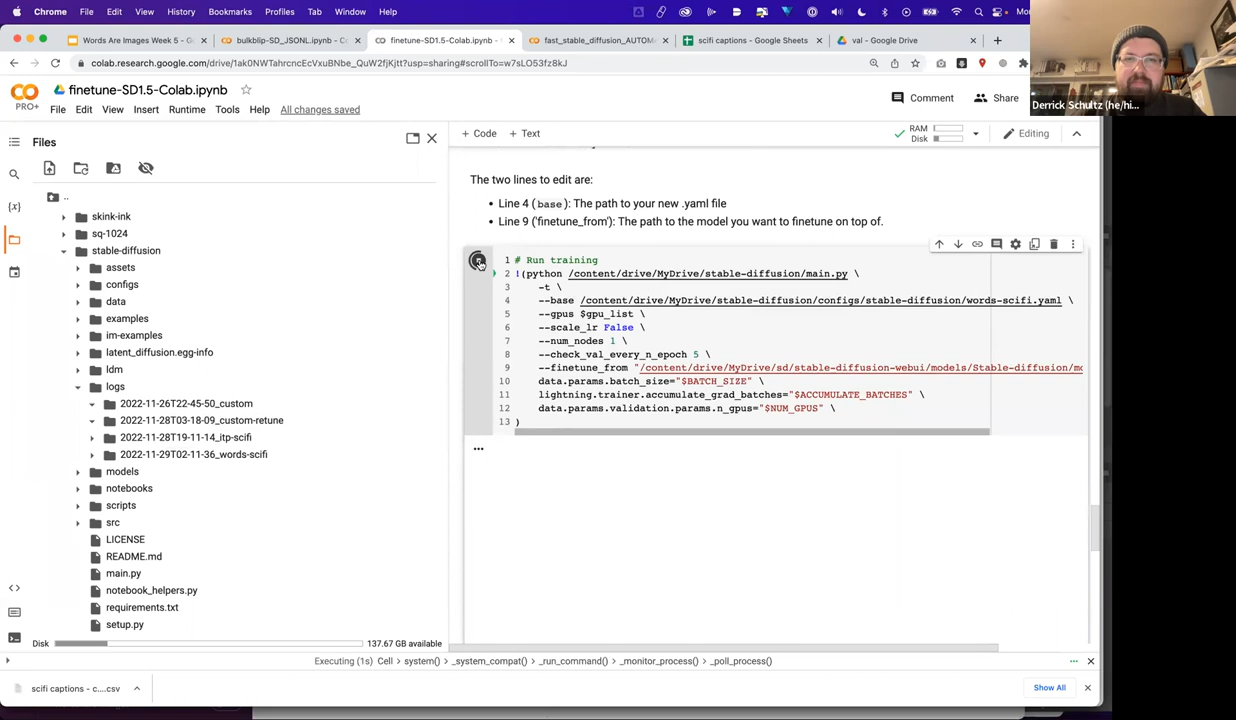 Chrome File Edit View History Bookmarks Profiles Tab Window Help
Words Are Images Week 5 - G
bulkblip-SD_JSONL.ipynb - Co
finetune-SD1.5-Colab.ipynb -
fast_stable_diffusion_AUTOMA
scifi captions - Google Sheets
val - Google Drive
colab.research.google.com/drive/1ak0NWTahrcncEcVxuBNbe_QuW2fjKjtt?usp=sharing#scrollTo=w7sLO53fz8kJ
Derrick Schultz (he/hi...
PRO+
finetune-SD1.5-Colab.ipynb
Comment
Share
File Edit View Insert Runtime Tools Help All changes saved
Files
+ Code + Text
RAM
Disk
Editing
..
skink-ink
sq-1024
stable-diffusion
assets
configs
data
examples
im-examples
latent_diffusion.egg-info
ldm
logs
2022-11-26T22-45-50_custom
2022-11-28T03-18-09_custom-retune
2022-11-28T19-11-14_itp-scifi
2022-11-29T02-11-36_words-scifi
models
notebooks
scripts
src
LICENSE
README.md
main.py
notebook_helpers.py
requirements.txt
setup.py
Disk 137.67 GB available
The two lines to edit are:
• Line 4 (base): The path to your new .yaml file
• Line 9 ('finetune_from'): The path to the model you want to finetune on top of.
1 # Run training
2 !(python /content/drive/MyDrive/stable-diffusion/main.py \
3 -t \
4 --base /content/drive/MyDrive/stable-diffusion/configs/stable-diffusion/words-scifi.yaml \
5 --gpus $gpu_list \
6 --scale_lr False \
7 --num_nodes 1 \
8 --check_val_every_n_epoch 5 \
9 --finetune_from "/content/drive/MyDrive/sd/stable-diffusion-webui/models/Stable-diffusion/mo
10 data.params.batch_size="$BATCH_SIZE" \
11 lightning.trainer.accumulate_grad_batches="$ACCUMULATE_BATCHES" \
12 data.params.validation.params.n_gpus="$NUM_GPUS" \
13 )
...
Executing (1s) Cell > system() > _system_compat() > _run_command() > _monitor_process() > _poll_process()
scifi captions - c....csv
Show All